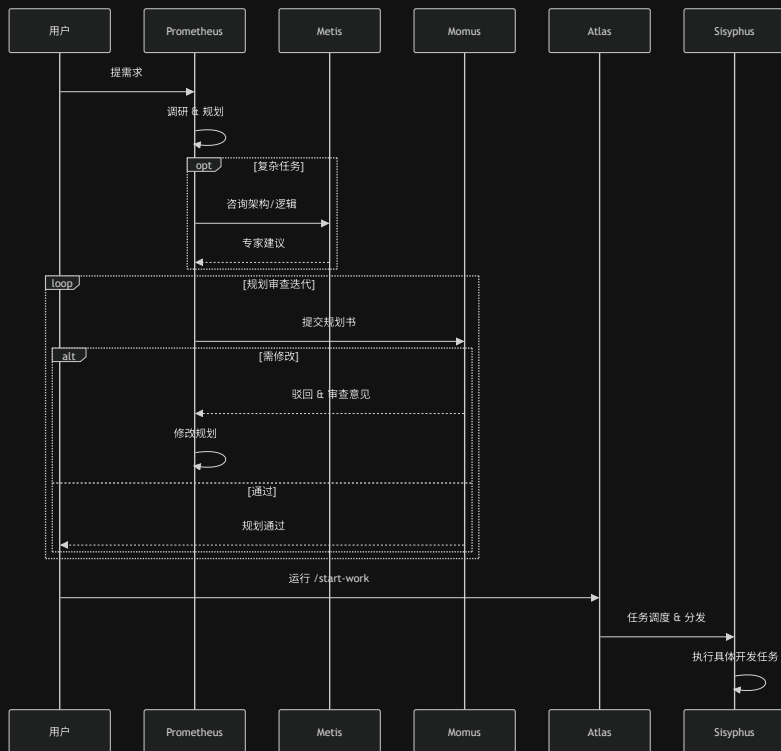 用户 Prometheus Metis Momus Atlas Sisyphus
提需求
调研 & 规划
opt [复杂任务]
咨询架构/逻辑
专家建议
loop [规划审查迭代]
提交规划书
alt [需修改]
驳回 & 审查意见
修改规划
[通过]
规划通过
运行 /start-work
任务调度 & 分发
执行具体开发任务
用户 Prometheus Metis Momus Atlas Sisyphus